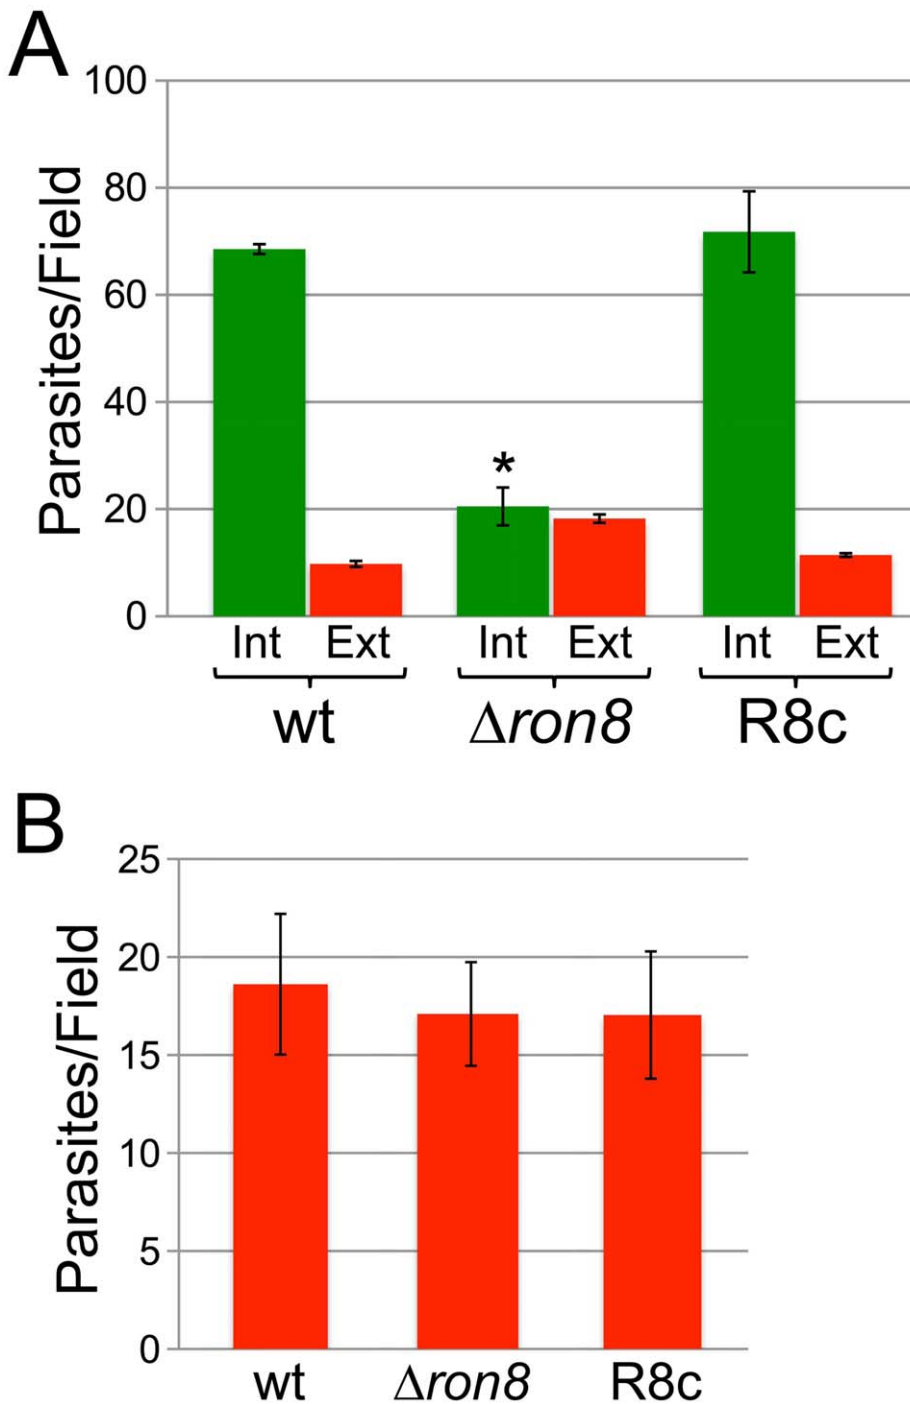 A
Parasites/Field
100
80
60
40
20
0
*
Int Ext Int Ext Int Ext
wt Δron8 R8c
B
Parasites/Field
25
20
15
10
5
0
wt Δron8 R8c